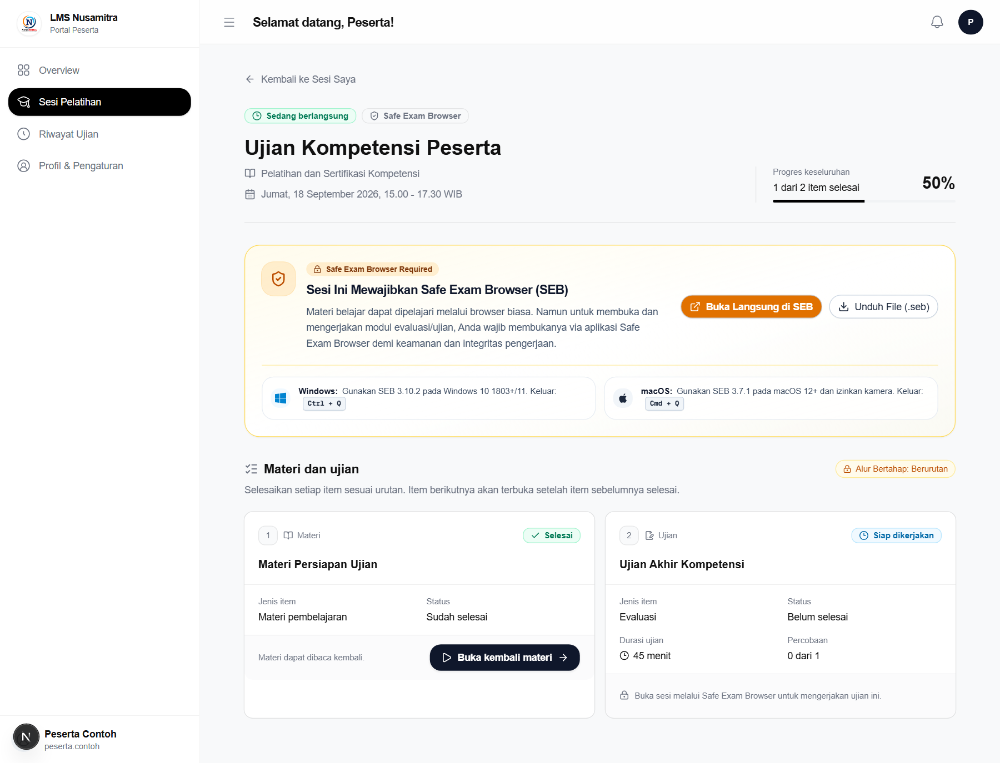 LMS Nusamitra
Portal Peserta
Selamat datang, Peserta!
P
Overview
Sesi Pelatihan
Riwayat Ujian
Profil & Pengaturan
Kembali ke Sesi Saya
Sedang berlangsung
Safe Exam Browser
Ujian Kompetensi Peserta
Pelatihan dan Sertifikasi Kompetensi
Jumat, 18 September 2026, 15.00 - 17.30 WIB
Progres keseluruhan
1 dari 2 item selesai
50%
Safe Exam Browser Required
Sesi Ini Mewajibkan Safe Exam Browser (SEB)
Materi belajar dapat dipelajari melalui browser biasa. Namun untuk membuka dan
mengerjakan modul evaluasi/ujian, Anda wajib membukanya via aplikasi Safe
Exam Browser demi keamanan dan integritas pengerjaan.
Buka Langsung di SEB
Unduh File (.seb)
Windows: Gunakan SEB 3.10.2 pada Windows 10 1803+/11. Keluar:
Ctrl + Q
macOS: Gunakan SEB 3.7.1 pada macOS 12+ dan izinkan kamera. Keluar:
Cmd + Q
Materi dan ujian
Alur Bertahap: Berurutan
Selesaikan setiap item sesuai urutan. Item berikutnya akan terbuka setelah item sebelumnya selesai.
1
Materi
Selesai
Materi Persiapan Ujian
Jenis item
Status
Materi pembelajaran
Sudah selesai
Materi dapat dibaca kembali.
Buka kembali materi
2
Ujian
Siap dikerjakan
Ujian Akhir Kompetensi
Jenis item
Status
Evaluasi
Belum selesai
Durasi ujian
Percobaan
45 menit
0 dari 1
Buka sesi melalui Safe Exam Browser untuk mengerjakan ujian ini.
N
Peserta Contoh
peserta.contoh
N
NUSAMITRA